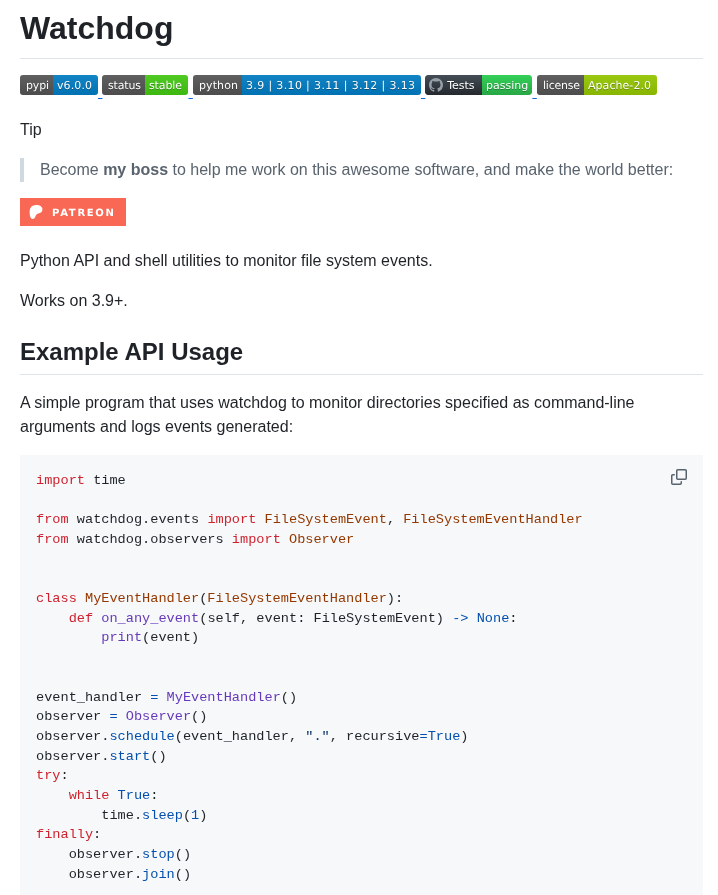 Watchdog
pypi v6.0.0 status stable python 3.9 | 3.10 | 3.11 | 3.12 | 3.13 Tests passing license Apache-2.0
Tip
Become my boss to help me work on this awesome software, and make the world better:
PATREON
Python API and shell utilities to monitor file system events.
Works on 3.9+.
Example API Usage
A simple program that uses watchdog to monitor directories specified as command-line
arguments and logs events generated:
import time
from watchdog.events import FileSystemEvent, FileSystemEventHandler
from watchdog.observers import Observer
class MyEventHandler(FileSystemEventHandler):
    def on_any_event(self, event: FileSystemEvent) -> None:
        print(event)
event_handler = MyEventHandler()
observer = Observer()
observer.schedule(event_handler, ".", recursive=True)
observer.start()
try:
    while True:
        time.sleep(1)
finally:
    observer.stop()
    observer.join()